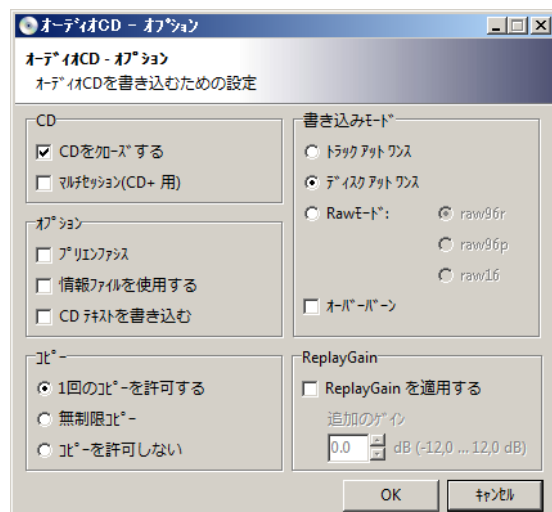 オーディオCD - オプション
オーディオCD - オプション
オーディオCDを書き込むための設定
CD
CDをクローズする
マルチセッション(CD+ 用)
オプション
プリエンファシス
情報ファイルを使用する
CD テキストを書き込む
コピー
1回のコピーを許可する
無制限コピー
コピーを許可しない
書き込みモード
トラック アット ワンス
ディスク アット ワンス
Rawモード:
raw96r
raw96p
raw16
オーバーバーン
ReplayGain
ReplayGain を適用する
追加のゲイン
0.0 dB (-12,0 ... 12,0 dB)
OK
キャンセル